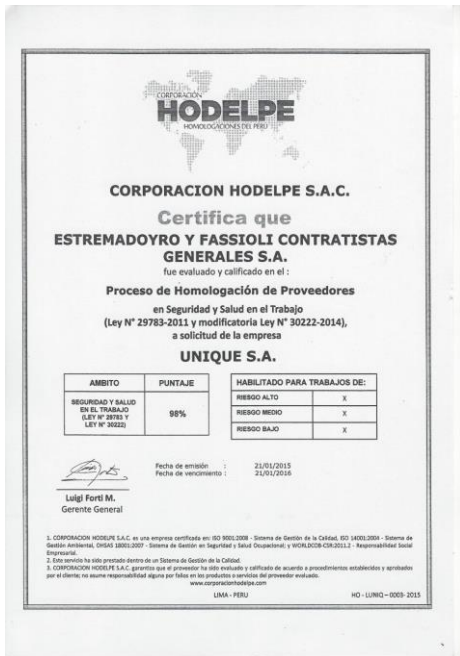 CORPORACIÓN
HODELPE
HOMOLOGACIONES DEL PERU
CORPORACION HODELPE S.A.C.
Certifica que
ESTREMADOYRO Y FASSIOLI CONTRATISTAS
GENERALES S.A.
fue evaluado y calificado en el :
Proceso de Homologación de Proveedores
en Seguridad y Salud en el Trabajo
(Ley N° 29783-2011 y modificatoria Ley N° 30222-2014),
a solicitud de la empresa
UNIQUE S.A.
AMBITO PUNTAJE
SEGURIDAD Y SALUD
EN EL TRABAJO
(LEY N° 29783 Y
LEY N° 30222)
98%
HABILITADO PARA TRABAJOS DE:
RIESGO ALTO X
RIESGO MEDIO X
RIESGO BAJO X
Fecha de emisión : 21/01/2015
Fecha de vencimiento : 21/01/2016
Luigi Forti M.
Gerente General
1. CORPORACION HODELPE S.A.C. es una empresa certificada en: ISO 9001:2008 - Sistema de Gestión de la Calidad, ISO 14001:2004 - Sistema de
Gestión Ambiental, OHSAS 18001:2007 - Sistema de Gestión en Seguridad y Salud Ocupacional; y WORLDCOB-CSR:2011.2 - Responsabilidad Social
Empresarial.
2. Este servicio ha sido prestado dentro de un Sistema de Gestión de la Calidad.
3. CORPORACION HODELPE S.A.C. garantiza que el proveedor ha sido evaluado y calificado de acuerdo a procedimientos establecidos y aprobados
por el cliente; no asume responsabilidad alguna por fallos en los productos o servicios del proveedor evaluado.
www.corporacionhodelpe.com
LIMA - PERU
HO - LUNIQ - 0003- 2015